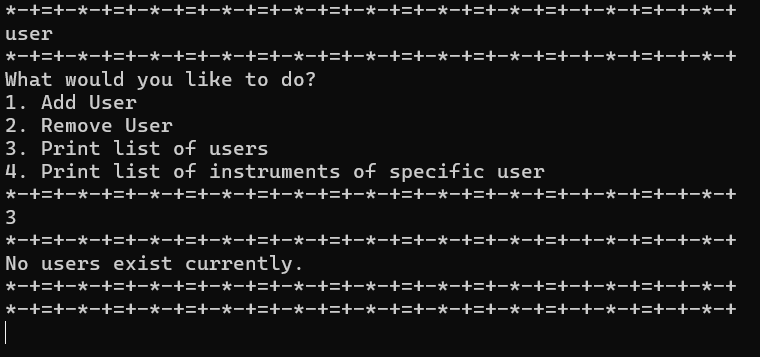 *-+=+-*-+=+-*-+=+-*-+=+-*-+=+-*-+=+-*-+=+-*-+=+-*-+=+-*-+=+-*
user
*-+=+-*-+=+-*-+=+-*-+=+-*-+=+-*-+=+-*-+=+-*-+=+-*-+=+-*-+=+-*
What would you like to do?
1. Add User
2. Remove User
3. Print list of users
4. Print list of instruments of specific user
*-+=+-*-+=+-*-+=+-*-+=+-*-+=+-*-+=+-*-+=+-*-+=+-*-+=+-*-+=+-*
3
*-+=+-*-+=+-*-+=+-*-+=+-*-+=+-*-+=+-*-+=+-*-+=+-*-+=+-*-+=+-*
No users exist currently.
*-+=+-*-+=+-*-+=+-*-+=+-*-+=+-*-+=+-*-+=+-*-+=+-*-+=+-*-+=+-*
*-+=+-*-+=+-*-+=+-*-+=+-*-+=+-*-+=+-*-+=+-*-+=+-*-+=+-*-+=+-*